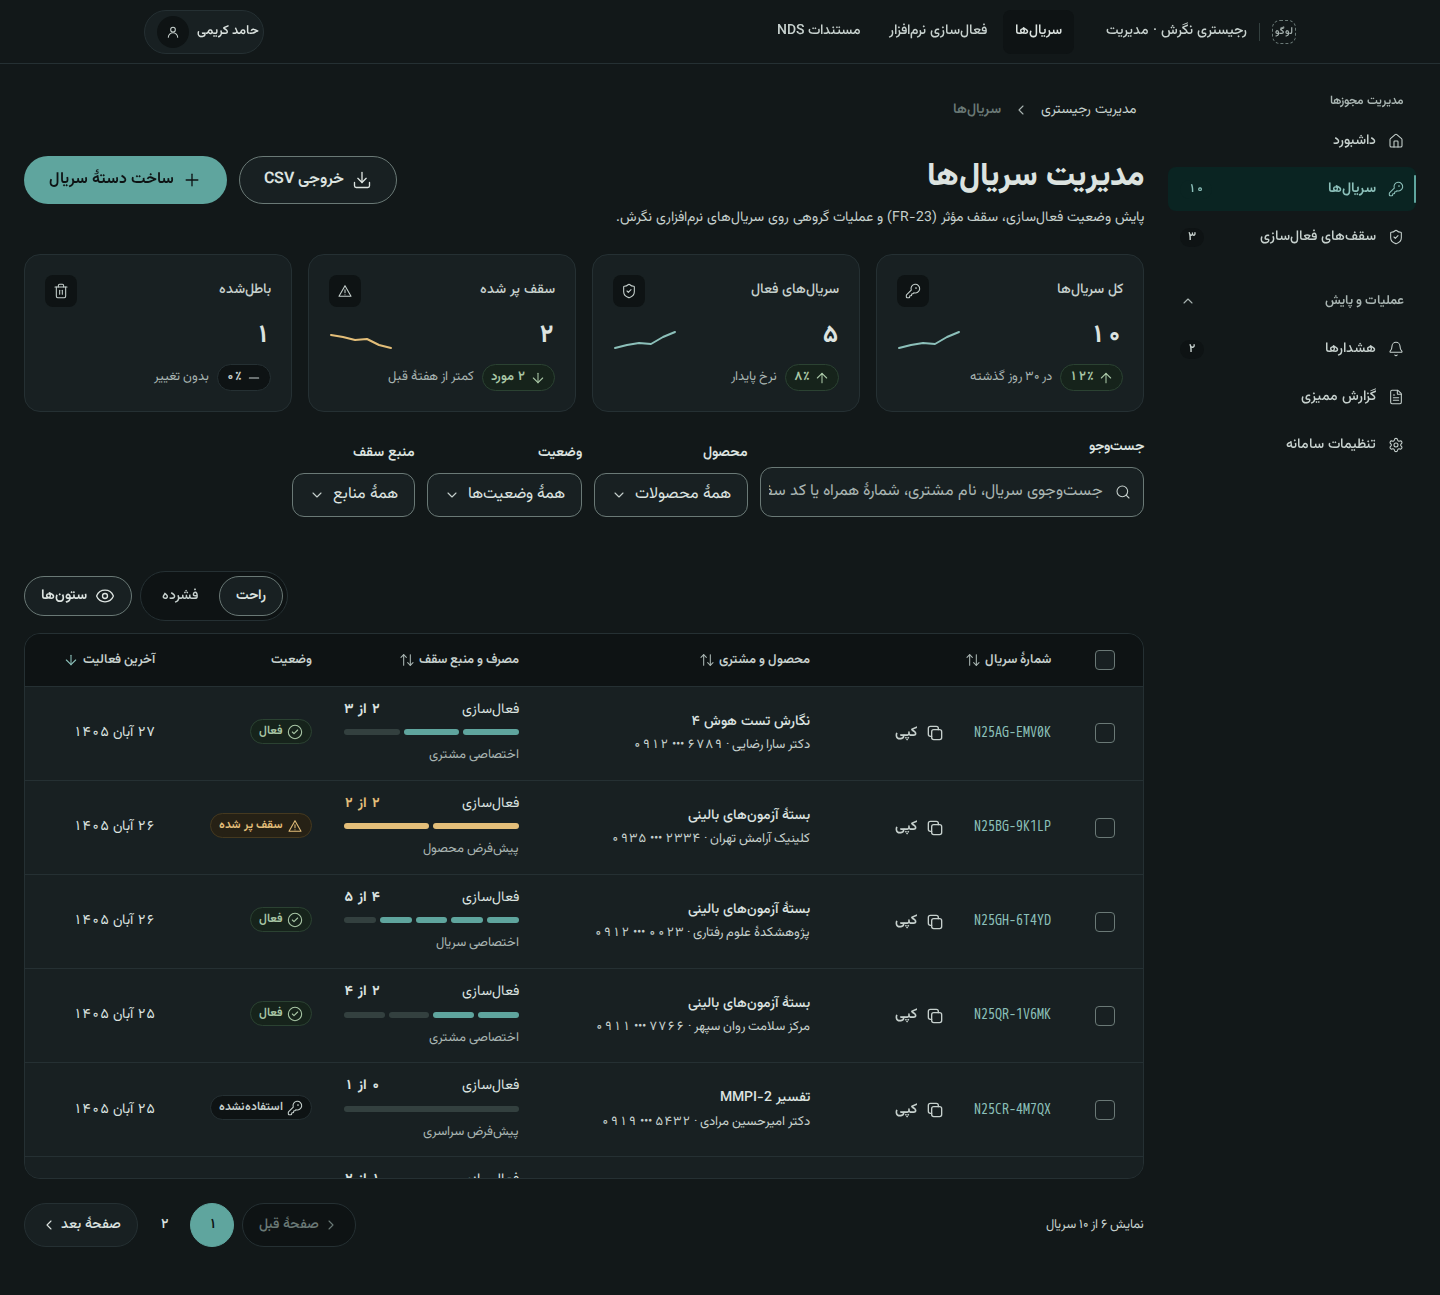 لوگو
رجیستری نگرش · مدیریت
سریال‌ها
فعال‌سازی نرم‌افزار
مستندات NDS
حامد کریمی
مدیریت مجوزها
داشبورد
سریال‌ها ۱۰
سقف‌های فعال‌سازی ۳
عملیات و پایش
هشدارها ۲
گزارش ممیزی
تنظیمات سامانه
مدیریت رجیستری
سریال‌ها
مدیریت سریال‌ها
پایش وضعیت فعال‌سازی، سقف مؤثر (FR-23) و عملیات گروهی روی سریال‌های نرم‌افزاری نگرش.
خروجی CSV
ساخت دستهٔ سریال
کل سریال‌ها
۱۰
۱۲٪ در ۳۰ روز گذشته
سریال‌های فعال
۵
۸٪ نرخ پایدار
سقف پر شده
۲
۲ مورد کمتر از هفتهٔ قبل
باطل‌شده
۱
۰٪ بدون تغییر
جست‌وجو
جست‌وجوی سریال، نام مشتری، شمارهٔ همراه یا کد سف
محصول
همهٔ محصولات
وضعیت
همهٔ وضعیت‌ها
منبع سقف
همهٔ منابع
راحت
فشرده
ستون‌ها
شمارهٔ سریال
محصول و مشتری
مصرف و منبع سقف
وضعیت
آخرین فعالیت
N25AG-EMV0K
کپی
نگارش تست هوش ۴
دکتر سارا رضایی · ۰۹۱۲ ••• ۶۷۸۹
فعال‌سازی ۲ از ۳
اختصاصی مشتری
فعال
۲۷ آبان ۱۴۰۵
N25BG-9K1LP
کپی
بستهٔ آزمون‌های بالینی
کلینیک آرامش تهران · ۰۹۳۵ ••• ۲۳۳۴
فعال‌سازی ۲ از ۲
پیش‌فرض محصول
سقف پر شده
۲۶ آبان ۱۴۰۵
N25GH-6T4YD
کپی
بستهٔ آزمون‌های بالینی
پژوهشکدهٔ علوم رفتاری · ۰۹۱۲ ••• ۰۰۲۳
فعال‌سازی ۴ از ۵
اختصاصی سریال
فعال
۲۶ آبان ۱۴۰۵
N25QR-1V6MK
کپی
بستهٔ آزمون‌های بالینی
مرکز سلامت روان سپهر · ۰۹۱۱ ••• ۷۷۶۶
فعال‌سازی ۲ از ۴
اختصاصی مشتری
فعال
۲۵ آبان ۱۴۰۵
N25CR-4M7QX
کپی
تفسیر MMPI-2
دکتر امیرحسین مرادی · ۰۹۱۹ ••• ۵۴۳۲
فعال‌سازی ۰ از ۱
پیش‌فرض سراسری
استفاده‌نشده
۲۵ آبان ۱۴۰۵
فعال‌سازی ۱ از ۲
نمایش ۶ از ۱۰ سریال
صفحهٔ قبل
۱
۲
صفحهٔ بعد